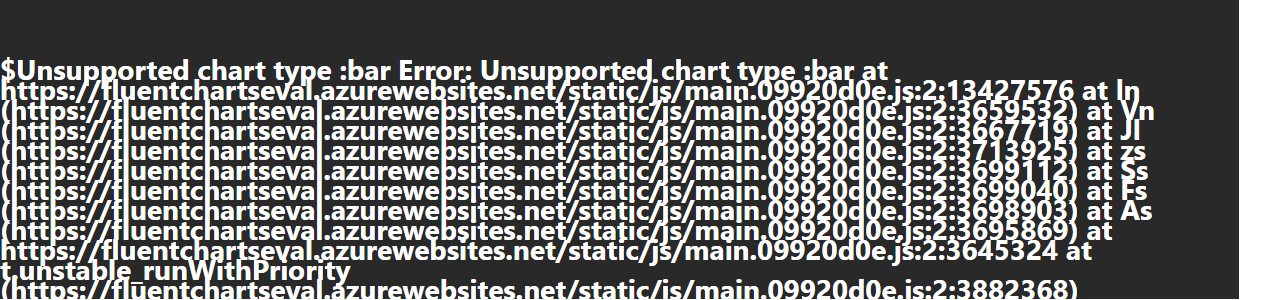 $Unsupported chart type :bar Error: Unsupported chart type :bar at
https://fluentchartseval.azurewebsites.net/static/js/main.09920d0e.js:2:13427576 at ln
(https://fluentchartseval.azurewebsites.net/static/js/main.09920d0e.js:2:3659532) at Vn
(https://fluentchartseval.azurewebsites.net/static/js/main.09920d0e.js:2:3667719) at Jl
(https://fluentchartseval.azurewebsites.net/static/js/main.09920d0e.js:2:3713925) at zs
(https://fluentchartseval.azurewebsites.net/static/js/main.09920d0e.js:2:3699112) at Ss
(https://fluentchartseval.azurewebsites.net/static/js/main.09920d0e.js:2:3699040) at Fs
(https://fluentchartseval.azurewebsites.net/static/js/main.09920d0e.js:2:3698903) at As
(https://fluentchartseval.azurewebsites.net/static/js/main.09920d0e.js:2:3695869) at
https://fluentchartseval.azurewebsites.net/static/js/main.09920d0e.js:2:3645324 at
t.unstable_runWithPriority
(https://fluentchartseval.azurewebsites.net/static/js/main.09920d0e.js:2:3882368)